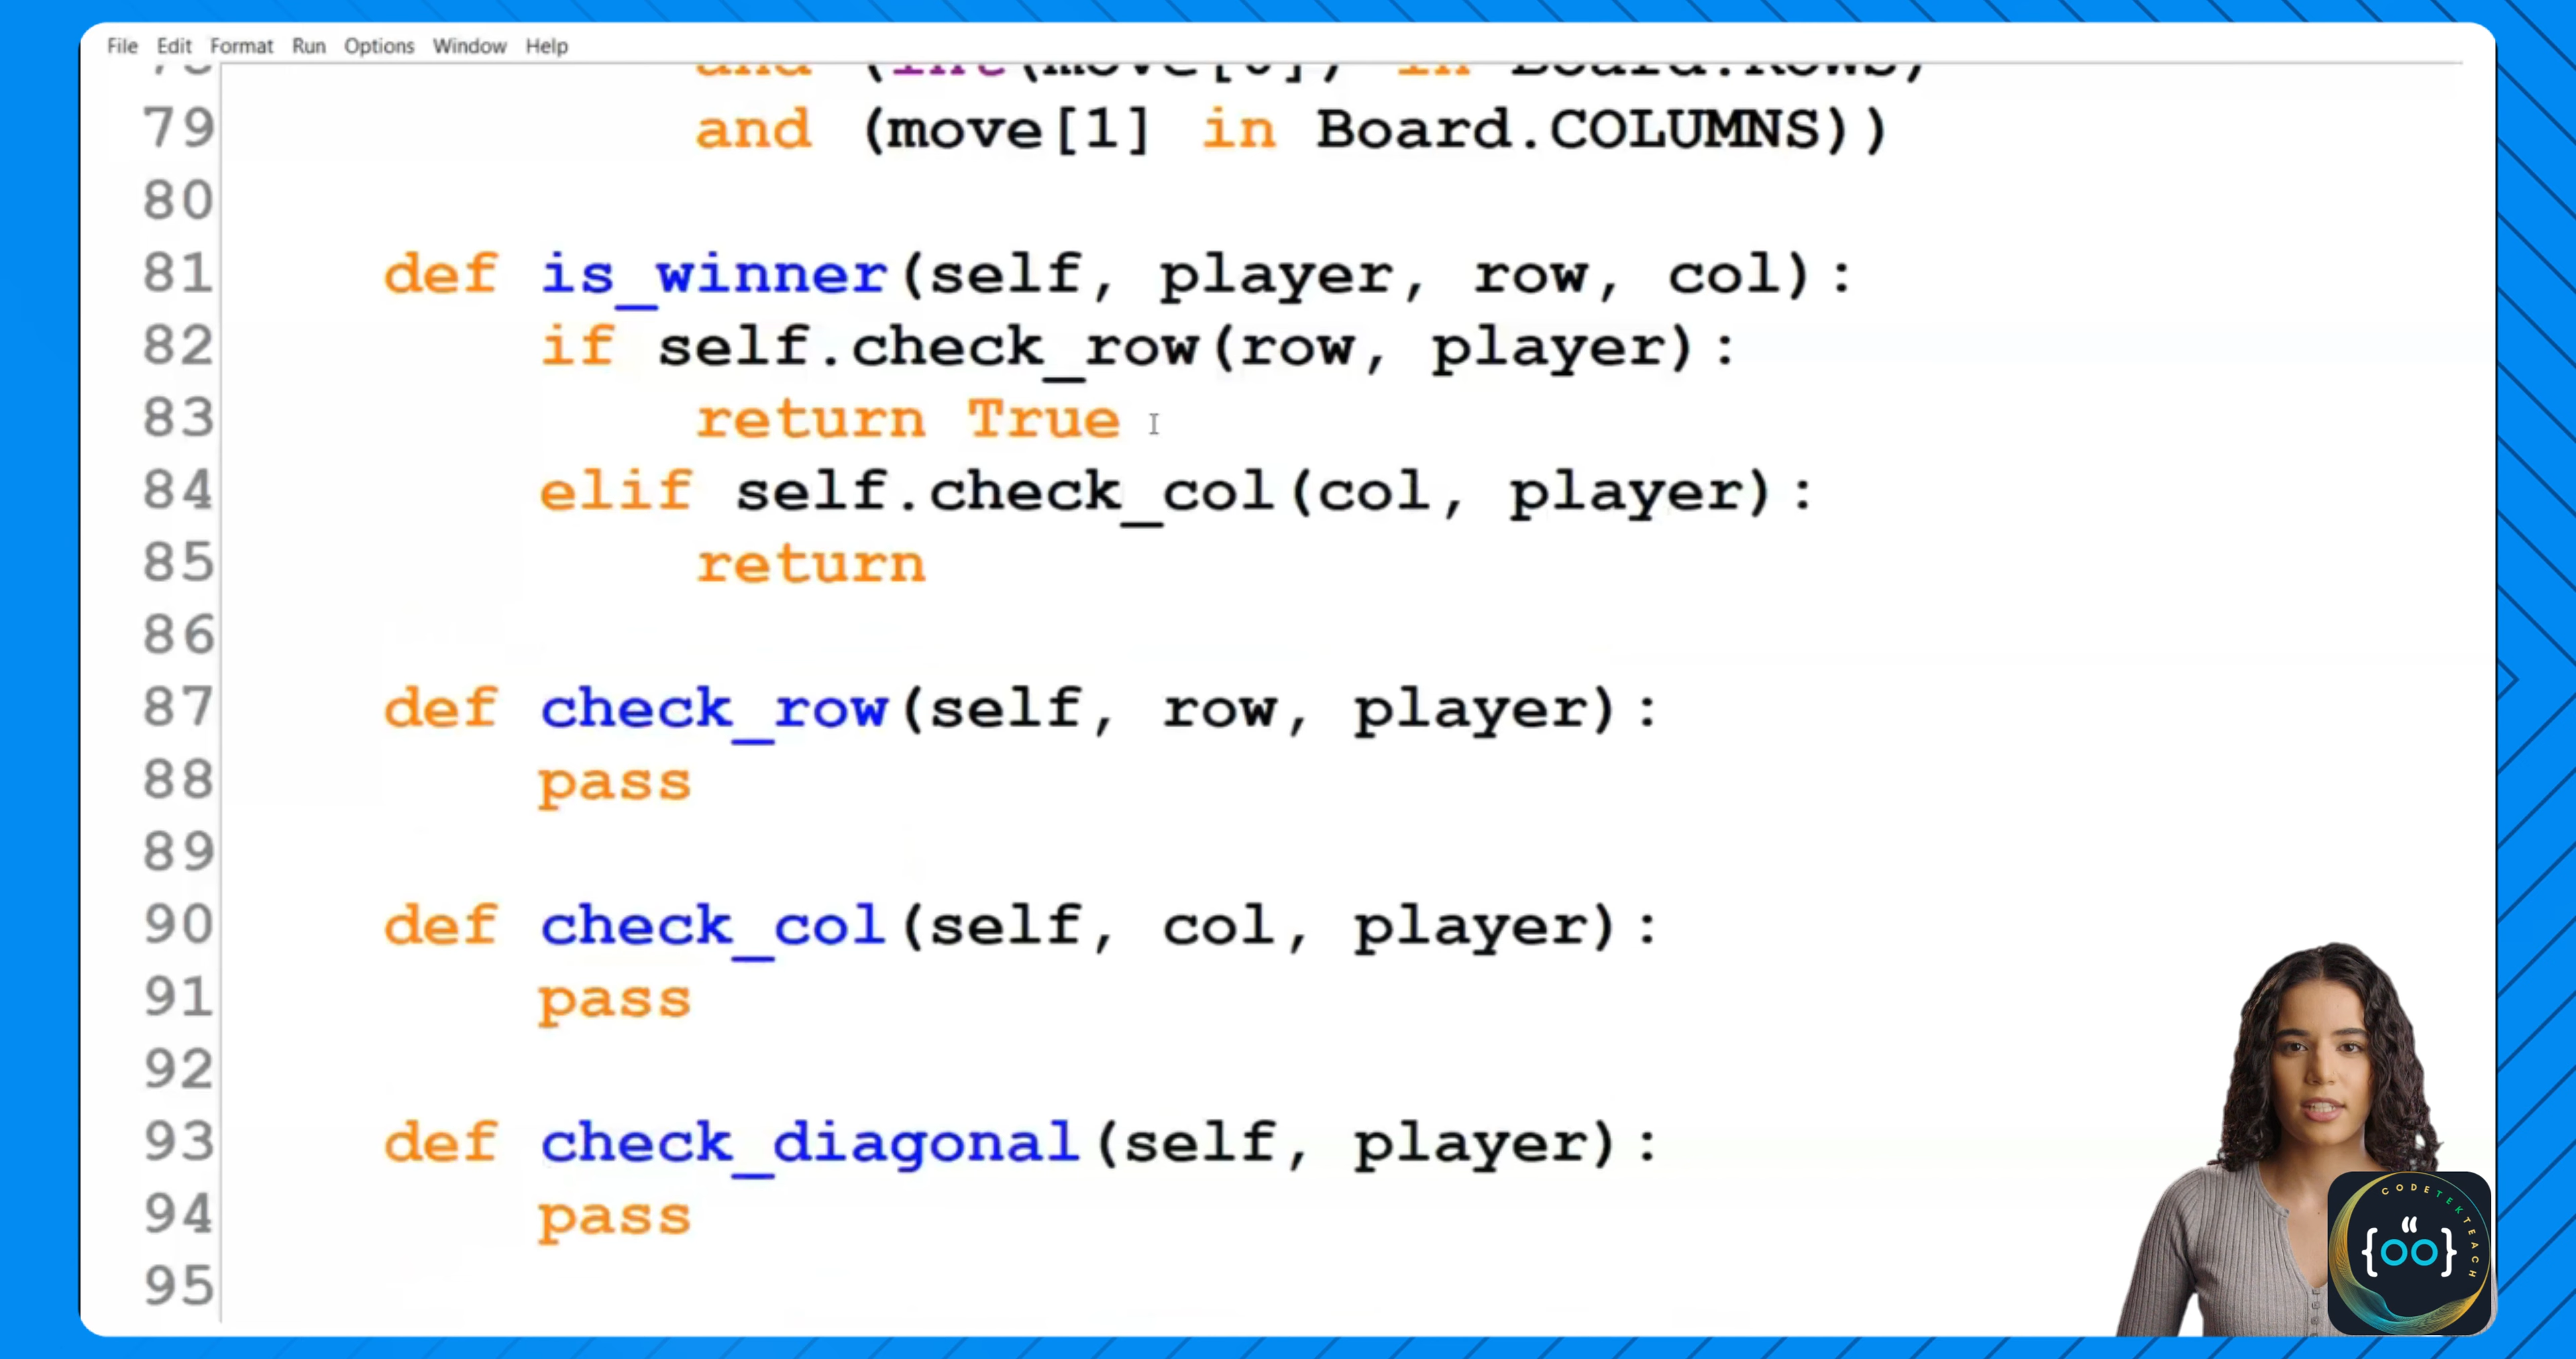 File Edit Format Run Options Window Help
79 and (move[1] in Board.COLUMNS))
80
81 def is_winner(self, player, row, col):
82 if self.check_row(row, player):
83 return True
84 elif self.check_col(col, player):
85 return
86
87 def check_row(self, row, player):
88 pass
89
90 def check_col(self, col, player):
91 pass
92
93 def check_diagonal(self, player):
94 pass
95
CODETEKTEACH
{oo}